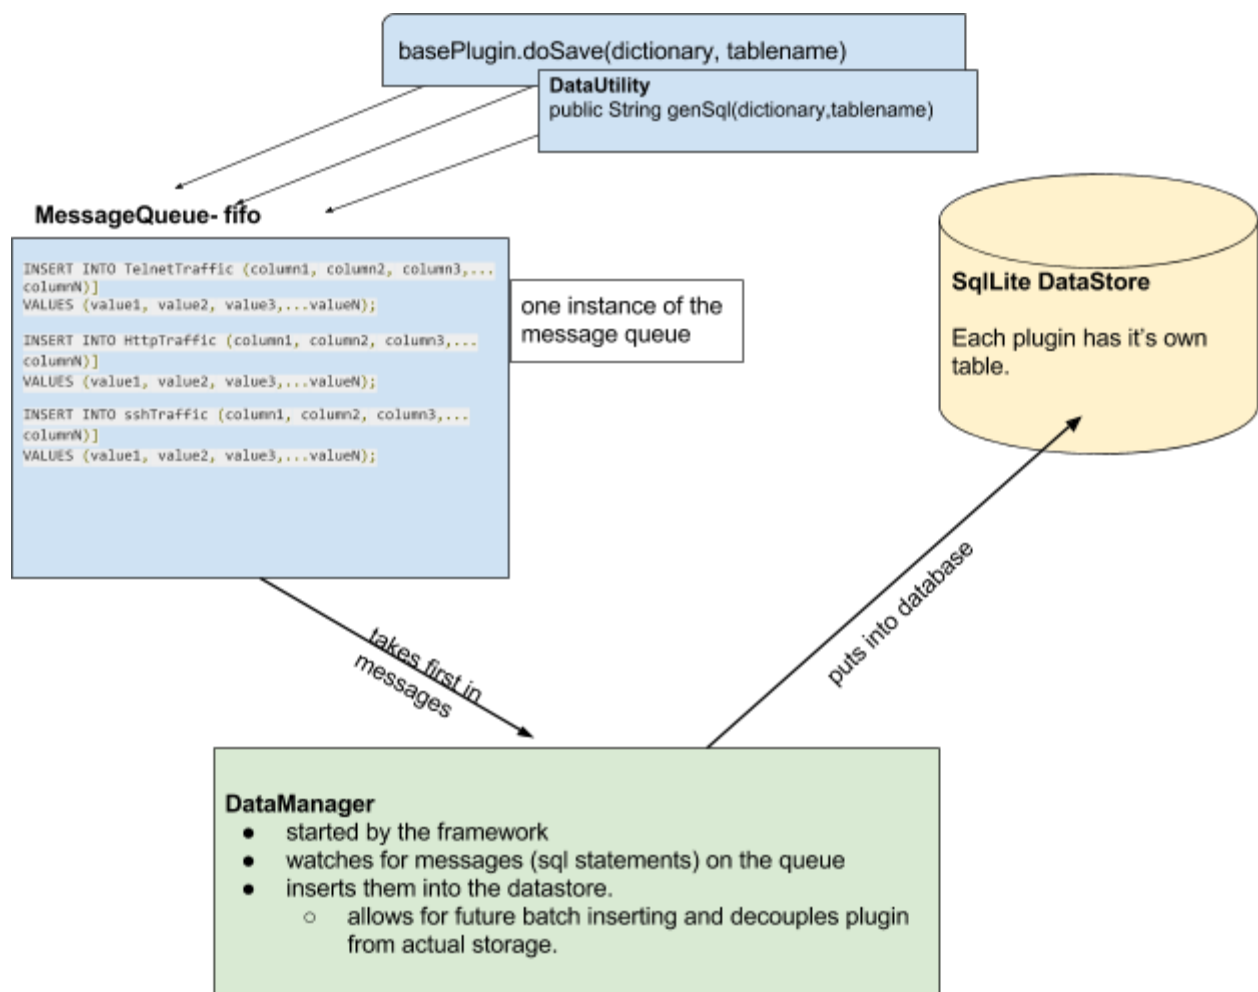 basePlugin.doSave(dictionary, tablename)
DataUtility
public String genSql(dictionary,tablename)
MessageQueue- fifo
INSERT INTO TelnetTraffic (column1, column2, column3,...
columnN)]
VALUES (value1, value2, value3,...valueN);
INSERT INTO HttpTraffic (column1, column2, column3,...
columnN)]
VALUES (value1, value2, value3,...valueN);
INSERT INTO sshTraffic (column1, column2, column3,...
columnN)]
VALUES (value1, value2, value3,...valueN);
one instance of the
message queue
SqlLite DataStore
Each plugin has it's own
table.
takes first in
messages
puts into database
DataManager
● started by the framework
● watches for messages (sql statements) on the queue
● inserts them into the datastore.
○ allows for future batch inserting and decouples plugin
from actual storage.